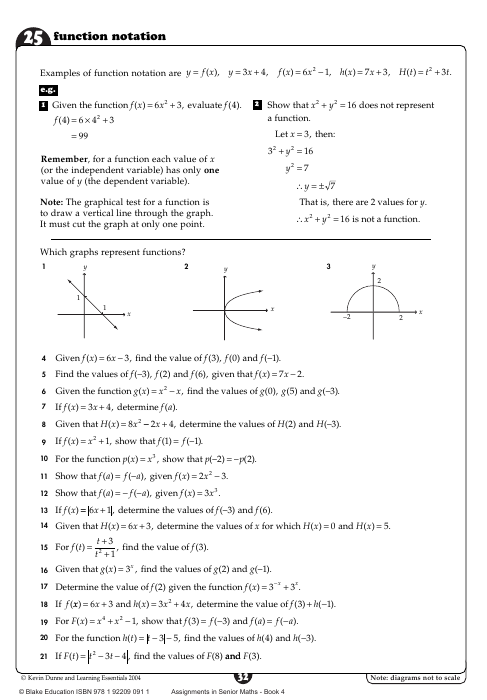 25 function notation
Examples of function notation are y = f(x), y = 3x + 4, f(x) = 6x² − 1, h(x) = 7x + 3, H(t) = t² + 3t.
e.g.
1 Given the function f(x) = 6x² + 3, evaluate f(4).
f(4) = 6 × 4² + 3
= 99
Remember, for a function each value of x
(or the independent variable) has only one
value of y (the dependent variable).
Note: The graphical test for a function is
to draw a vertical line through the graph.
It must cut the graph at only one point.
2 Show that x² + y² = 16 does not represent
a function.
Let x = 3, then:
3² + y² = 16
y² = 7
∴ y = ±√7
That is, there are 2 values for y.
∴ x² + y² = 16 is not a function.
Which graphs represent functions?
1 y 1 1 x
2 y x
3 y 2 −2 2 x
4 Given f(x) = 6x − 3, find the value of f(3), f(0) and f(−1).
5 Find the values of f(−3), f(2) and f(6), given that f(x) = 7x − 2.
6 Given the function g(x) = x² − x, find the values of g(0), g(5) and g(−3).
7 If f(x) = 3x + 4, determine f(a).
8 Given that H(x) = 8x² − 2x + 4, determine the values of H(2) and H(−3).
9 If f(x) = x² + 1, show that f(1) = f(−1).
10 For the function p(x) = x³, show that p(−2) = −p(2).
11 Show that f(a) = f(−a), given f(x) = 2x² − 3.
12 Show that f(a) = −f(−a), given f(x) = 3x³.
13 If f(x) = |6x + 1|, determine the values of f(−3) and f(6).
14 Given that H(x) = 6x + 3, determine the values of x for which H(x) = 0 and H(x) = 5.
15 For f(t) = (t + 3)/(t² + 1), find the value of f(3).
16 Given that g(x) = 3ˣ, find the values of g(2) and g(−1).
17 Determine the value of f(2) given the function f(x) = 3⁻ˣ + 3ˣ.
18 If f(x) = 6x + 3 and h(x) = 3x² + 4x, determine the value of f(3) + h(−1).
19 For F(x) = x⁴ + x² − 1, show that f(3) = f(−3) and f(a) = f(−a).
20 For the function h(t) = |t − 3| − 5, find the values of h(4) and h(−3).
21 If F(t) = |t² − 3t − 4|, find the values of F(8) and F(3).
© Kevin Dunne and Learning Essentials 2004 32 Note: diagrams not to scale
© Blake Education ISBN 978 1 92209 091 1 Assignments in Senior Maths - Book 4